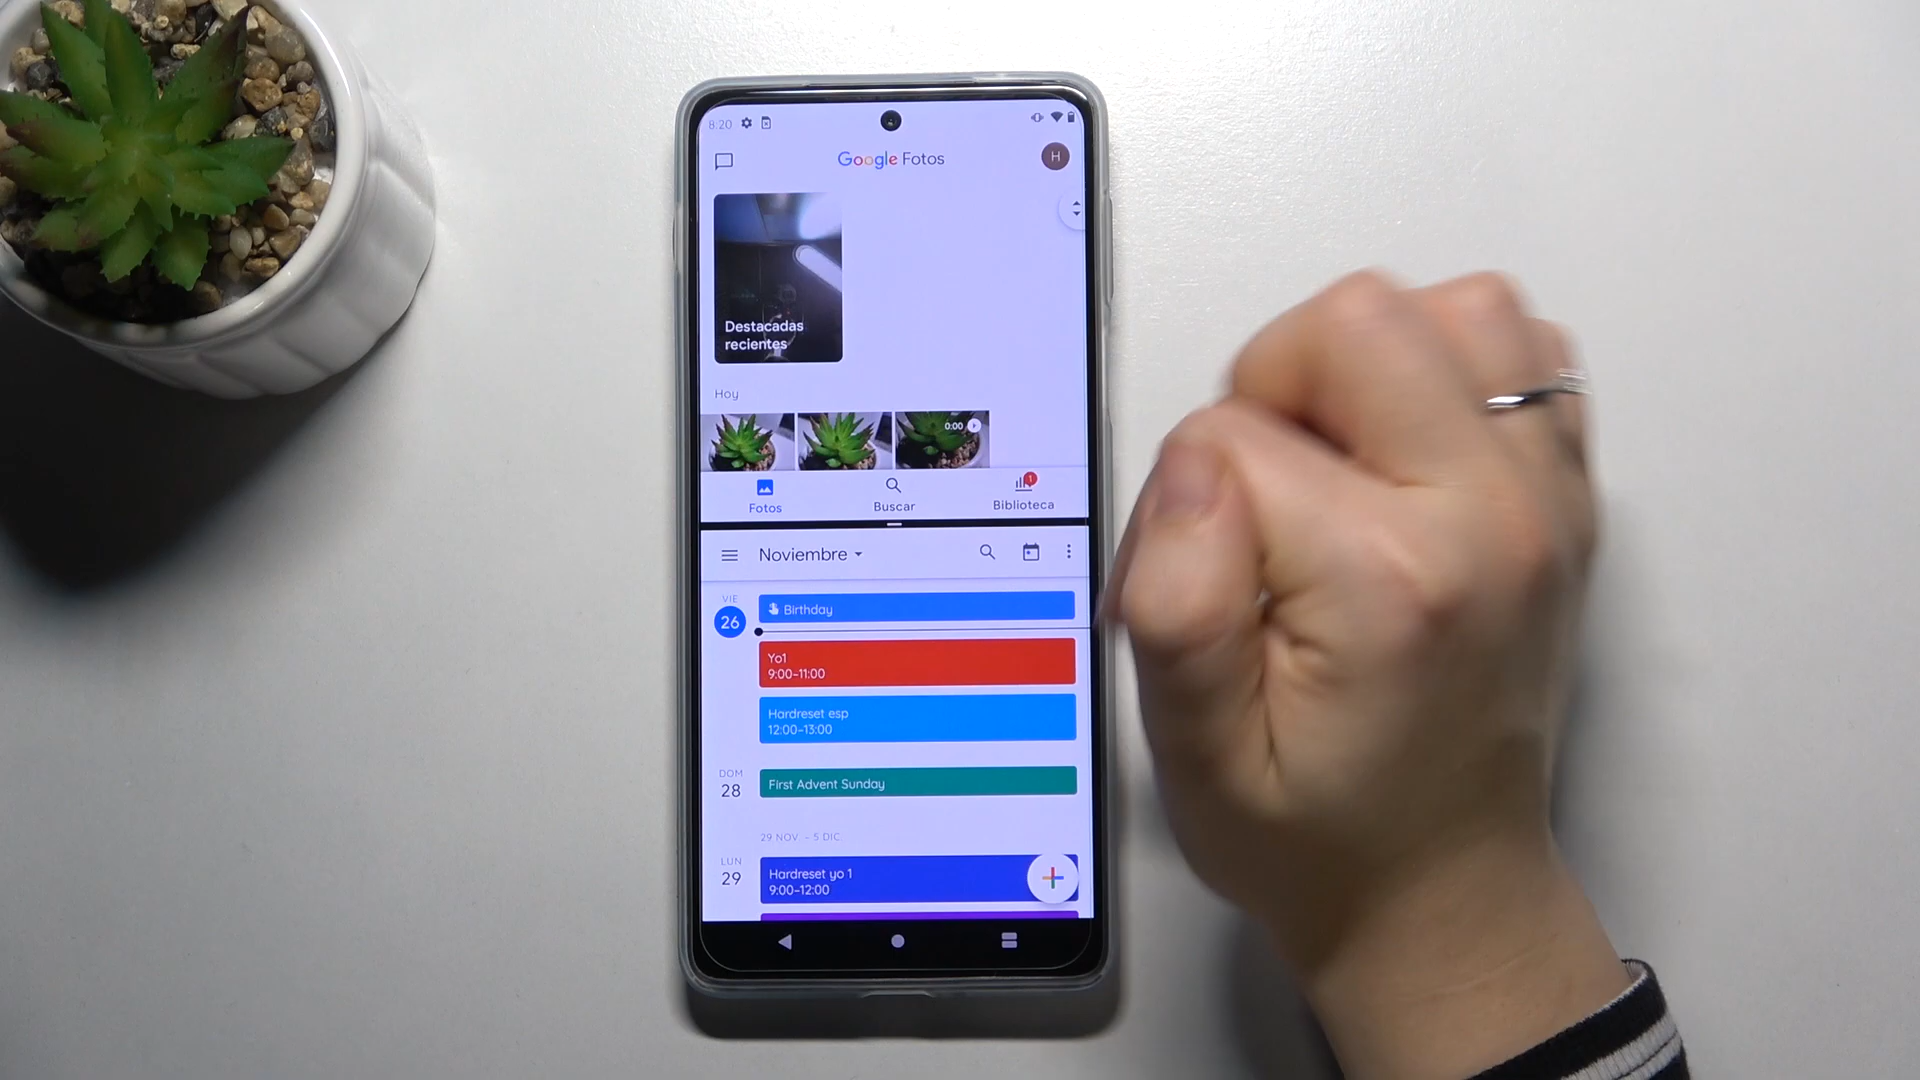 8:20
Google Fotos
H
Destacadas
recientes
Hoy
0:00
1
Fotos
Buscar
Biblioteca
Noviembre
VIE
26
Birthday
Yo1
9:00–11:00
Hardreset esp
12:00–13:00
DOM
28
First Advent Sunday
29 NOV – 5 DIC
LUN
29
Hardreset yo 1
9:00–12:00